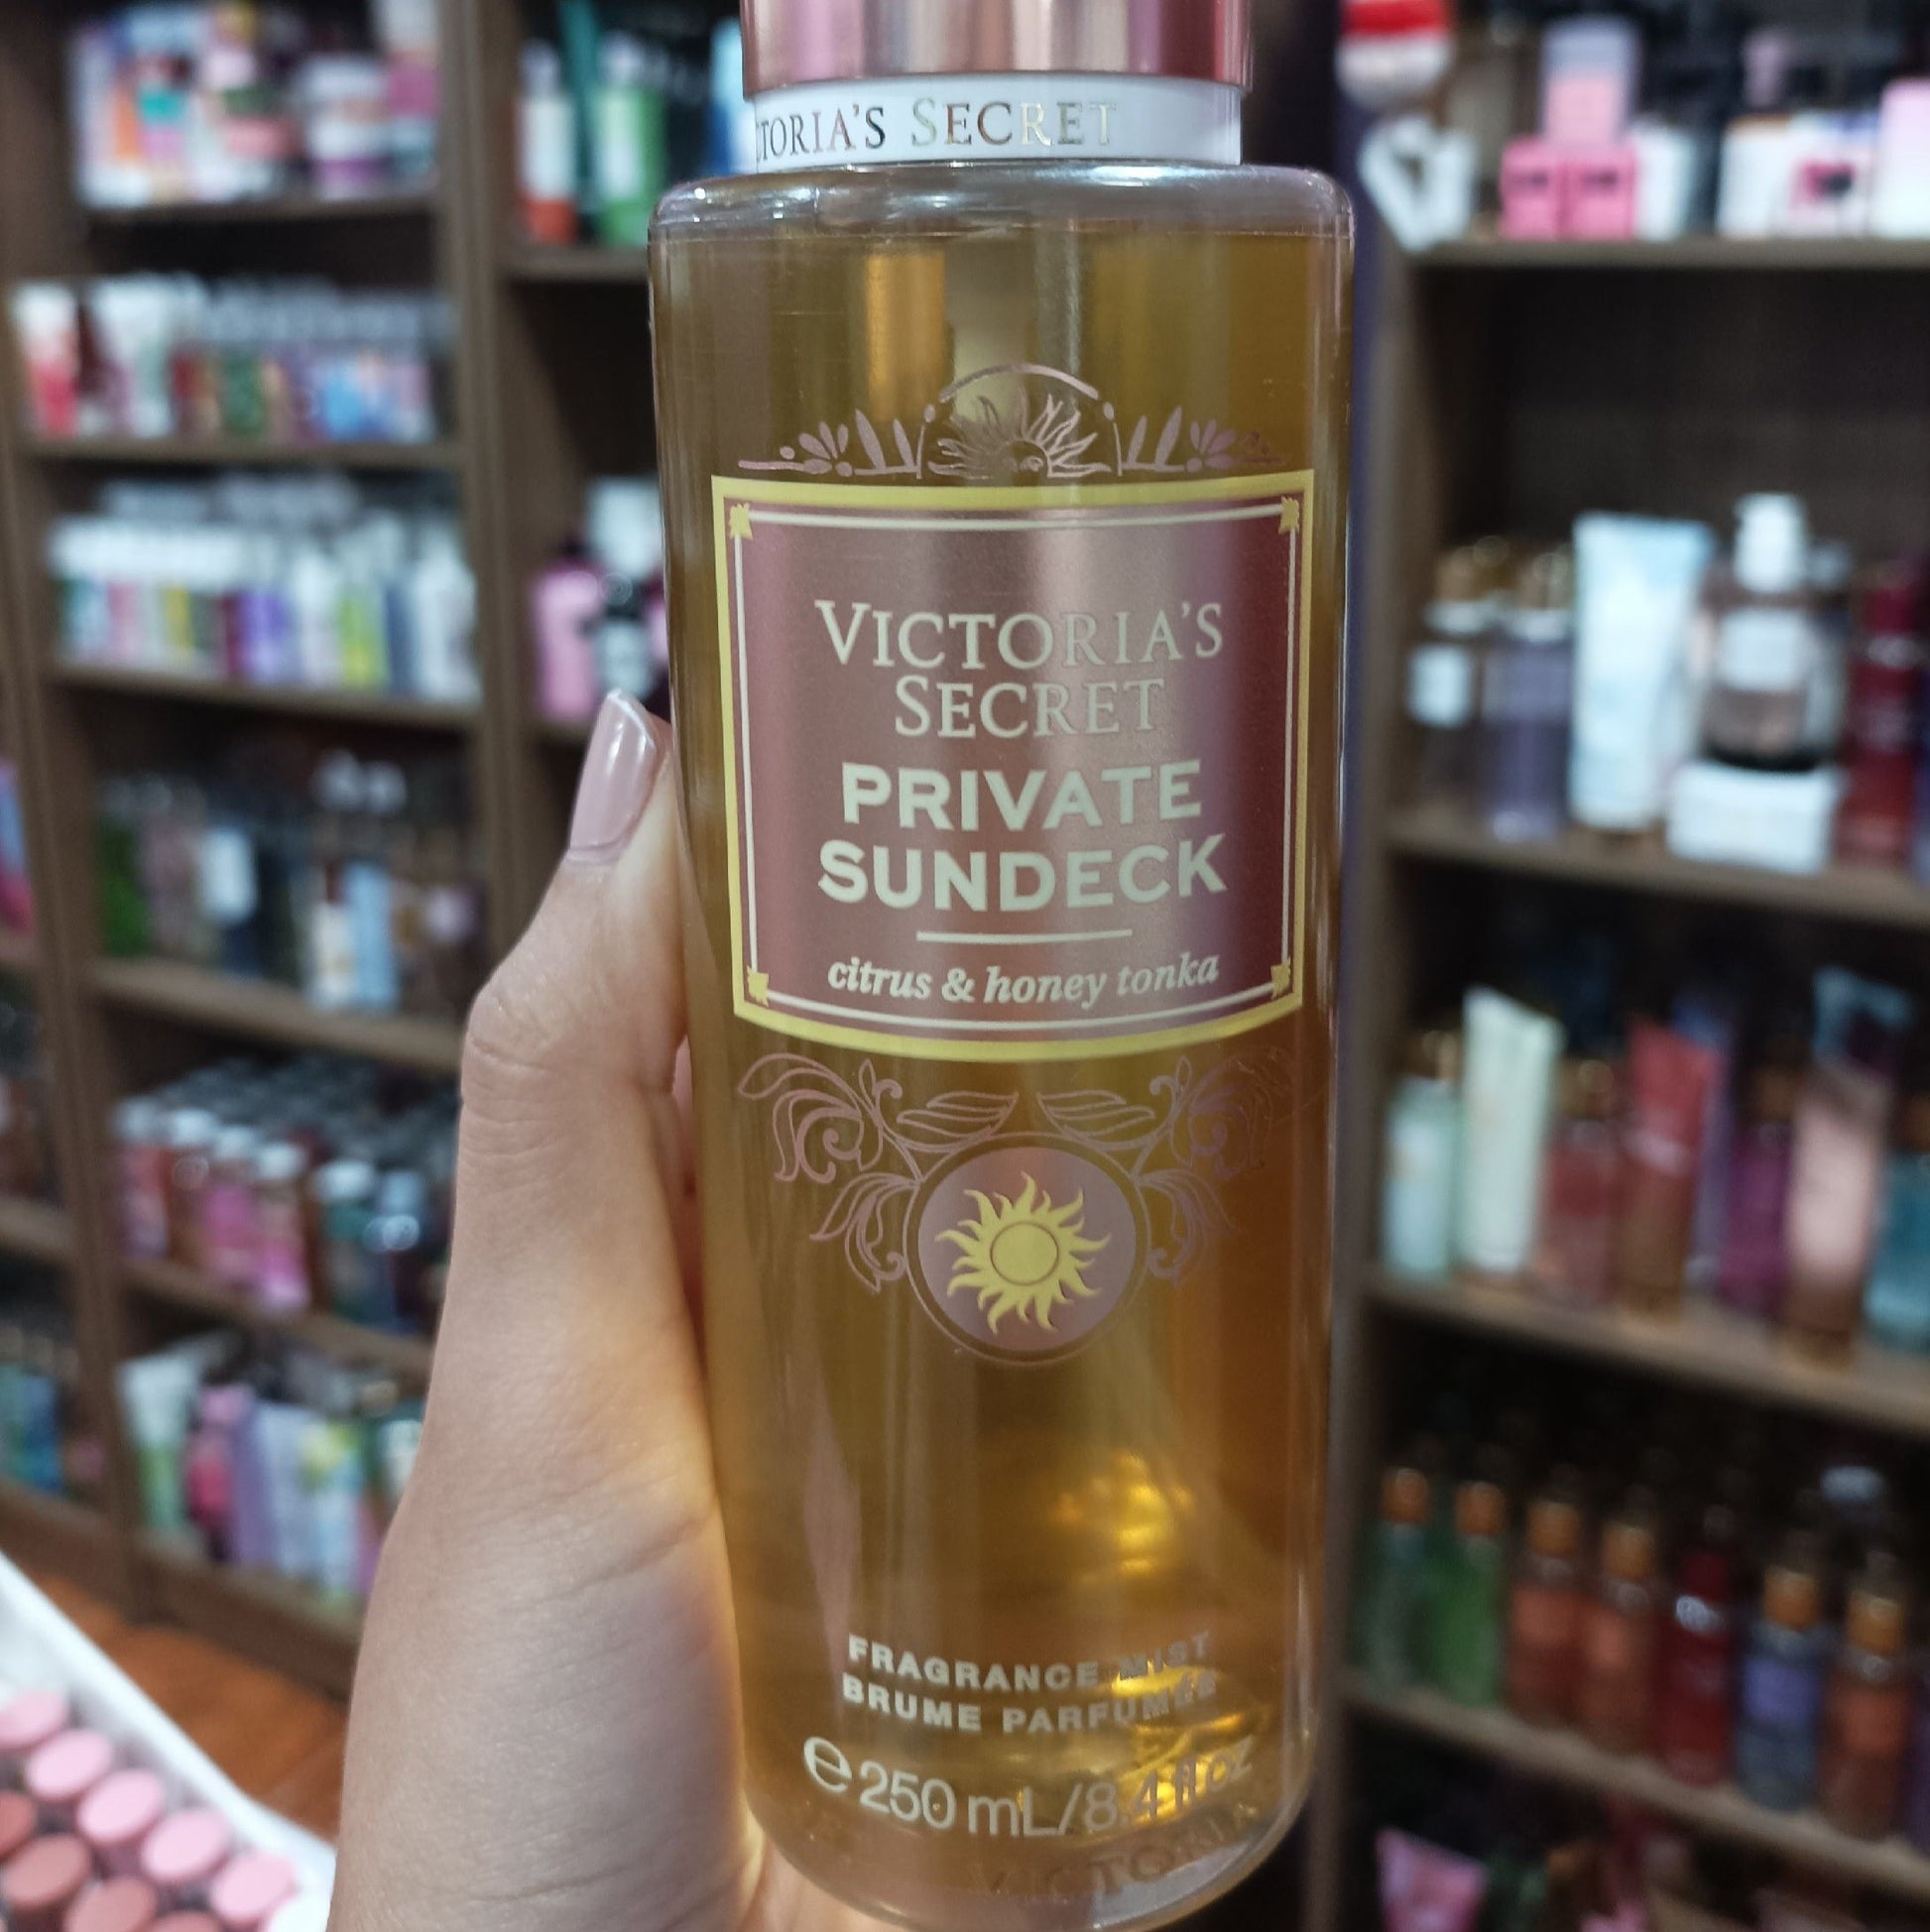 TORIA'S SECRET
VICTORIA'S
SECRET
PRIVATE
SUNDECK
citrus & honey tonka
FRAGRANCE MIST
BRUME PARFUMÉE
℮ 250 mL/8.4 fl oz
VICTORIA